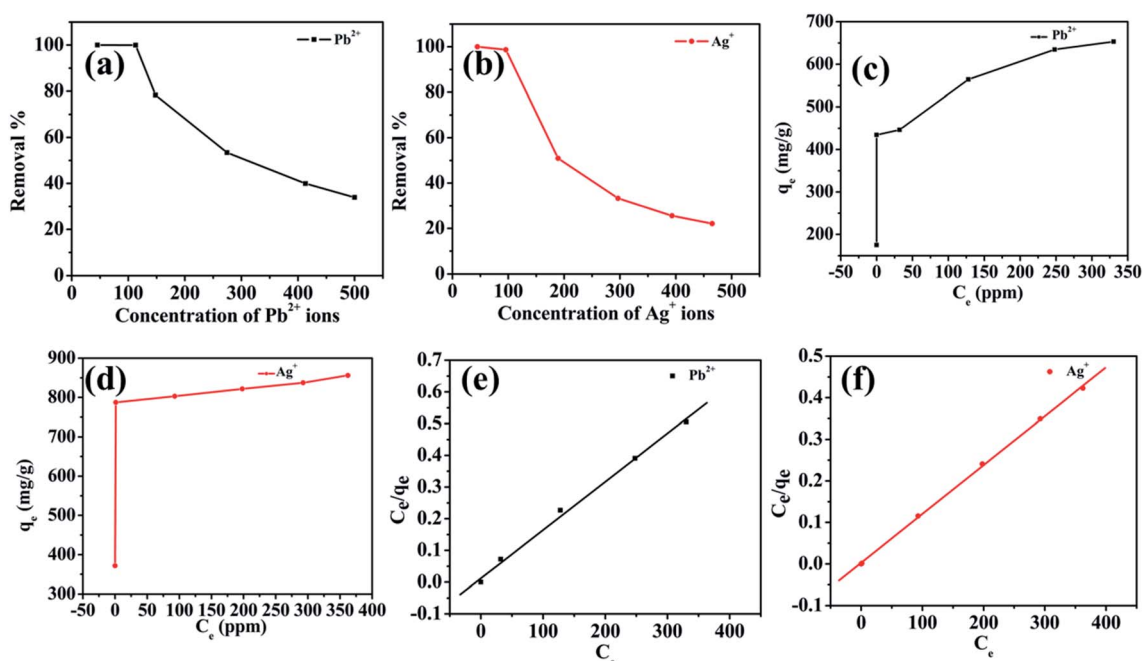 (a)
Pb2+
Removal %
100
80
60
40
20
0
0 100 200 300 400 500
Concentration of Pb2+ ions
(b)
Ag+
Removal %
100
80
60
40
20
0
0 100 200 300 400 500
Concentration of Ag+ ions
(c)
Pb2+
qe (mg/g)
700
600
500
400
300
200
-50 0 50 100 150 200 250 300 350
Ce (ppm)
(d)
Ag+
qe (mg/g)
900
800
700
600
500
400
300
-50 0 50 100 150 200 250 300 350 400
Ce (ppm)
(e)
Pb2+
Ce/qe
0.7
0.6
0.5
0.4
0.3
0.2
0.1
0.0
-0.1
0 100 200 300 400
Ce
(f)
Ag+
Ce/qe
0.5
0.4
0.3
0.2
0.1
0.0
-0.1
0 100 200 300 400
Ce